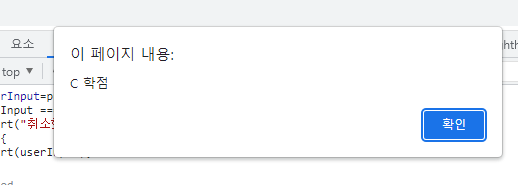 요소
이 페이지 내용:
top
C 학점
rInput=p
Input ==
rt("취소
확인
{
rt(userI